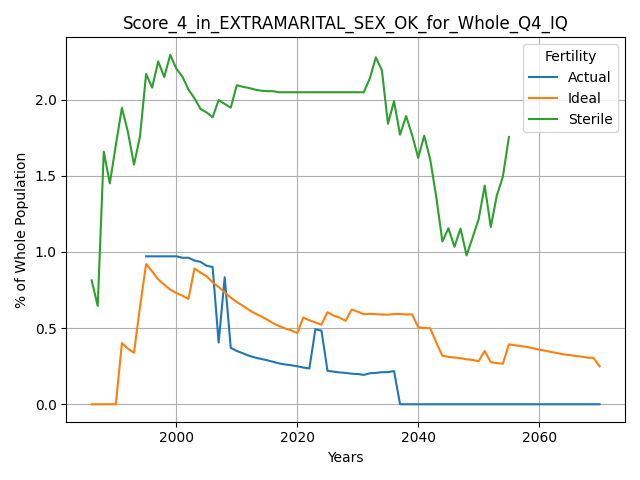 Score_4_in_EXTRAMARITAL_SEX_OK_for_Whole_Q4_IQ
Fertility
Actual
Ideal
Sterile
% of Whole Population
2.0
1.5
1.0
0.5
0.0
2000
2020
2040
2060
Years